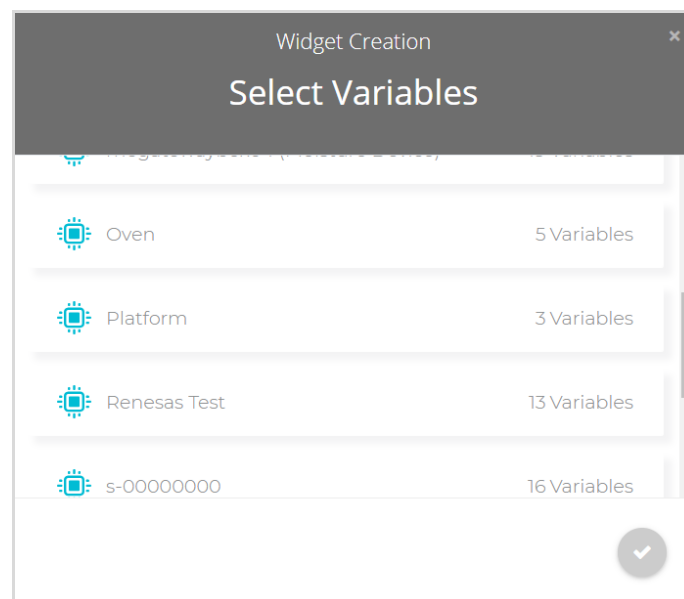 Widget Creation
×
Select Variables
Oven 5 Variables
Platform 3 Variables
Renesas Test 13 Variables
s-00000000 16 Variables